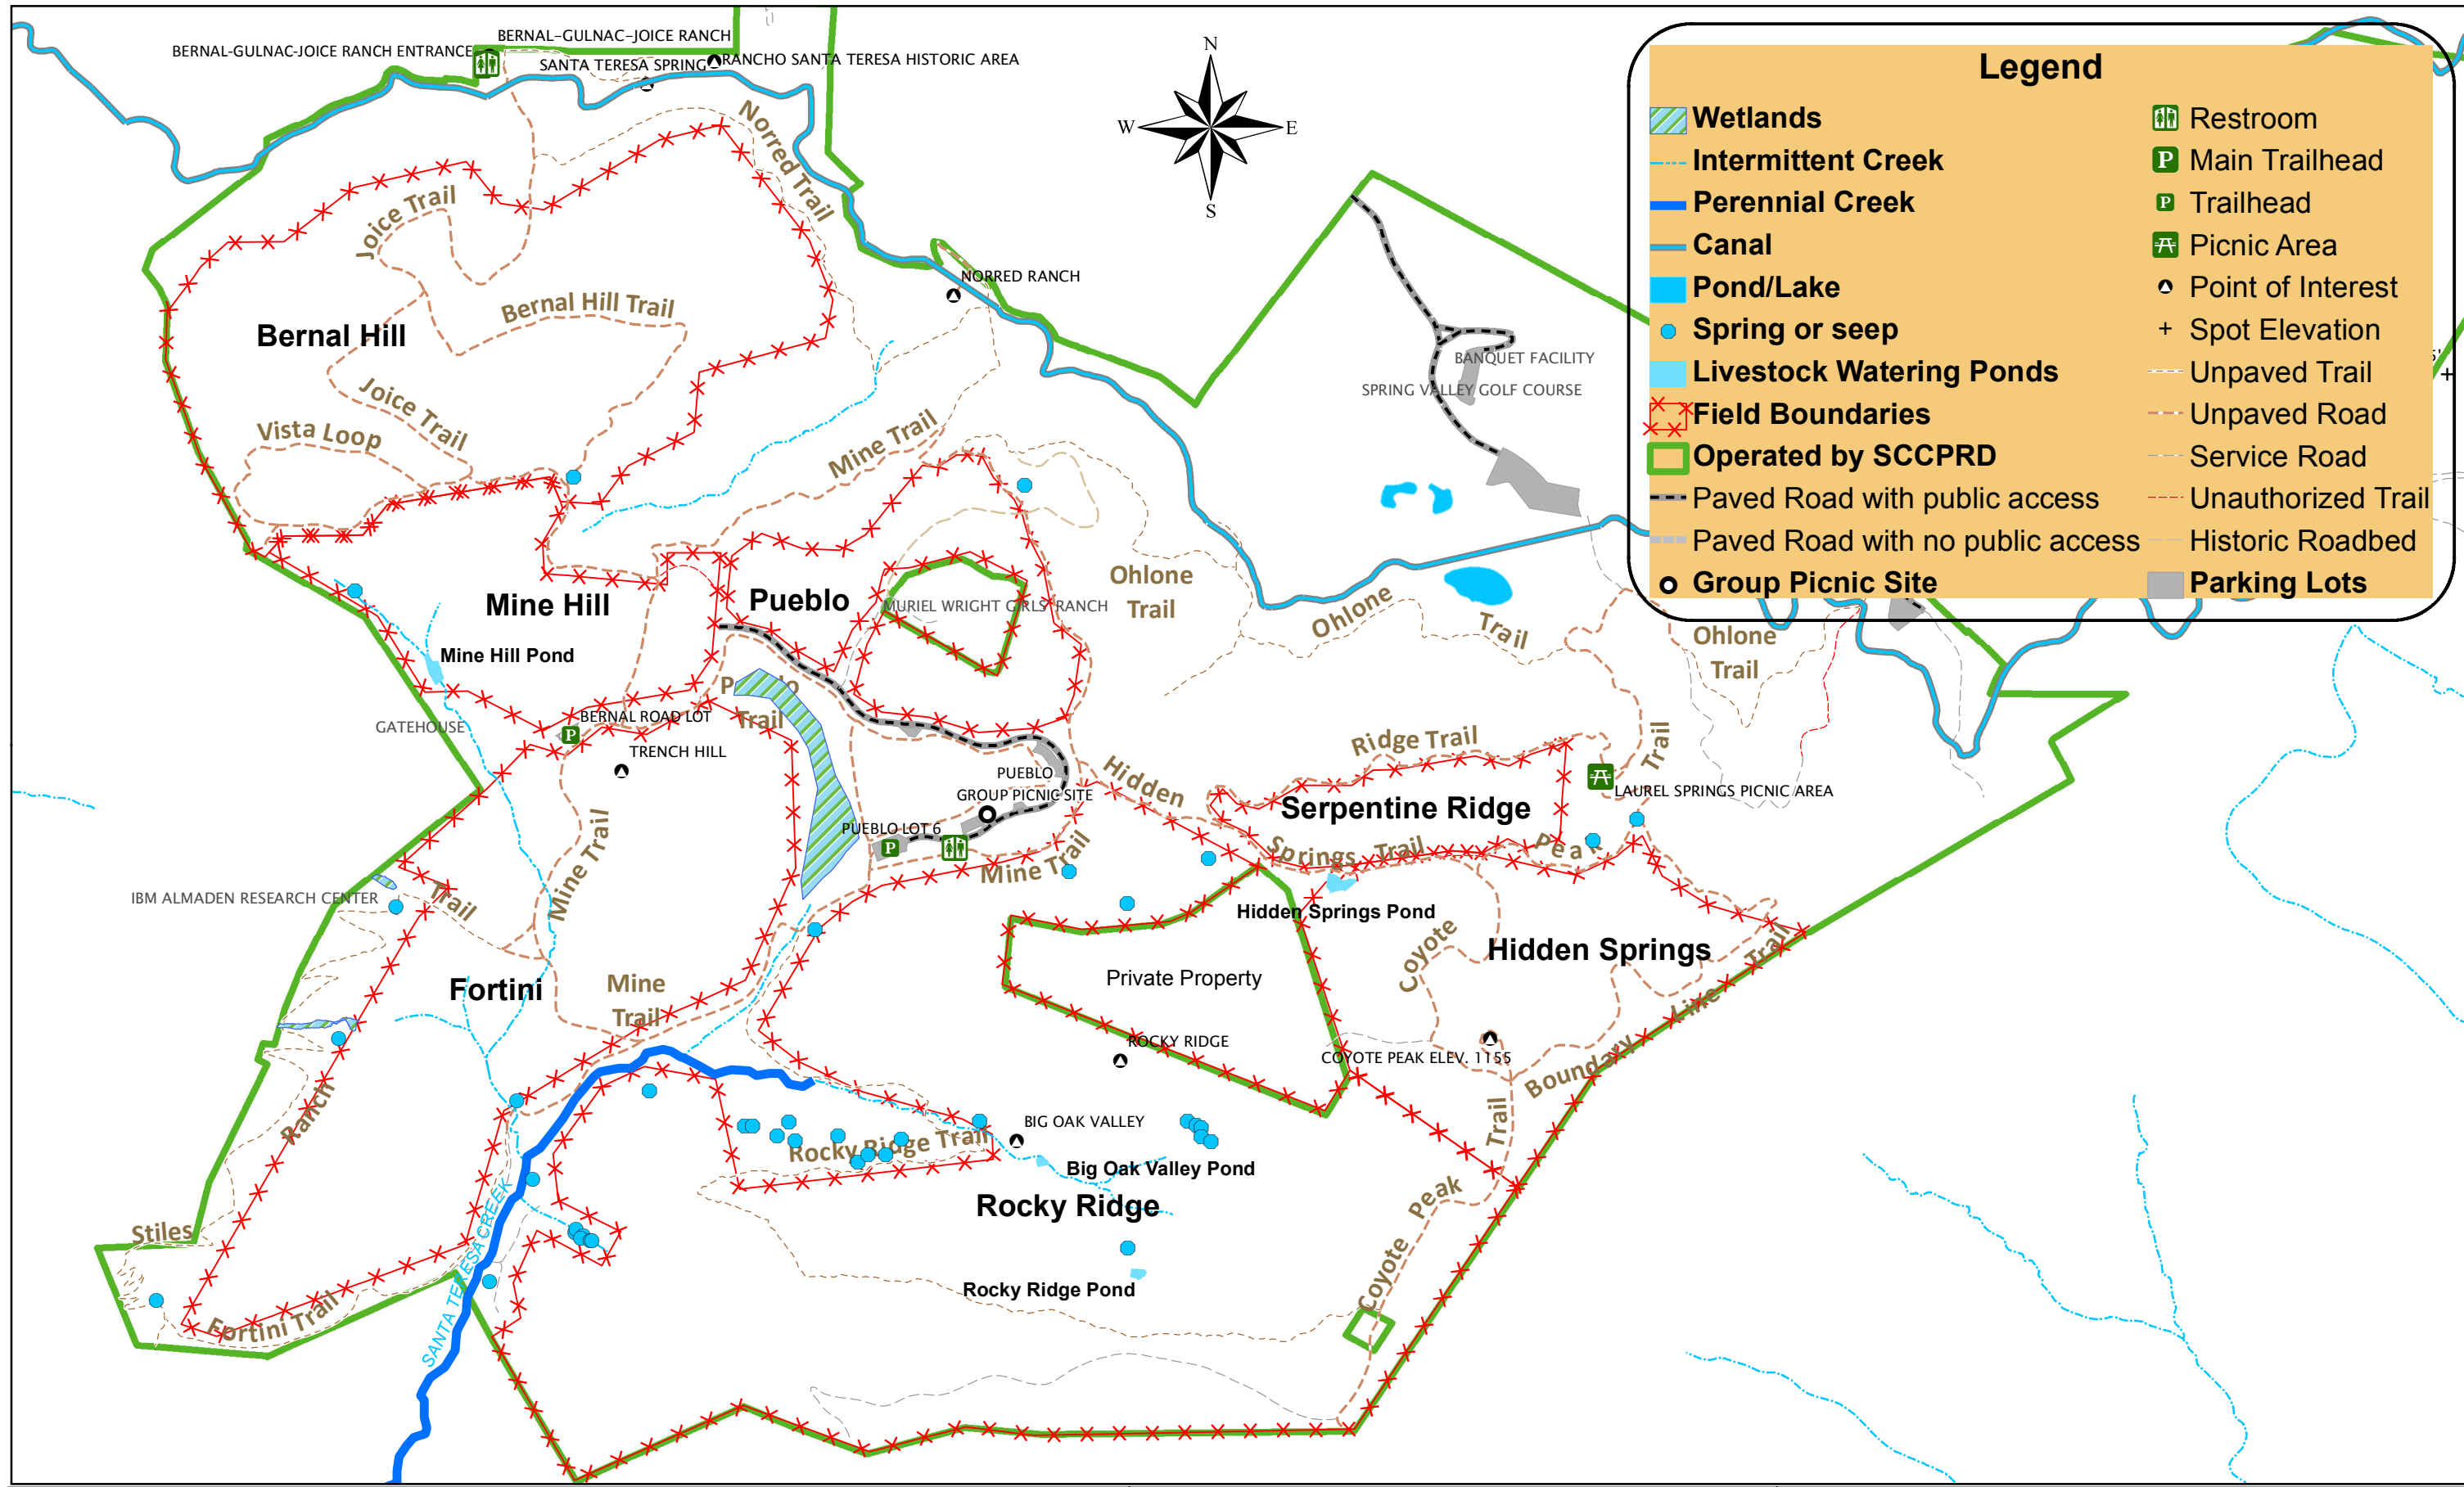 BERNAL-GULNAC-JOICE RANCH
BERNAL-GULNAC-JOICE RANCH ENTRANCE
SANTA TERESA SPRING
RANCHO SANTA TERESA HISTORIC AREA
N
W
E
S
Norred Trail
Joice Trail
NORRED RANCH
Bernal Hill Trail
Bernal Hill
BANQUET FACILITY
SPRING VALLEY GOLF COURSE
Joice Trail
Vista Loop
Mine Trail
Mine Hill
Pueblo
MURIEL WRIGHT GIRLS' RANCH
Ohlone
Trail
Ohlone
Trail
Ohlone
Trail
Mine Hill Pond
Pueblo
Trail
GATEHOUSE
BERNAL ROAD LOT
P
TRENCH HILL
Ridge Trail
Trail
Hidden
PUEBLO
GROUP PICNIC SITE
LAUREL SPRINGS PICNIC AREA
Serpentine Ridge
PUEBLO LOT 6
P
Mine Trail
Springs Trail
Peak
Mine Trail
IBM ALMADEN RESEARCH CENTER
Trail
Hidden Springs Pond
Coyote
Hidden Springs
Trail
Private Property
Fortini
Mine
Trail
Line
ROCKY RIDGE
COYOTE PEAK ELEV. 1155
Boundary
Ranch
Trail
BIG OAK VALLEY
Rocky Ridge Trail
Big Oak Valley Pond
Rocky Ridge
Peak
Stiles
SANTA TERESA CREEK
Coyote
Rocky Ridge Pond
Fortini Trail
Legend
Wetlands
Intermittent Creek
Perennial Creek
Canal
Pond/Lake
Spring or seep
Livestock Watering Ponds
Field Boundaries
Operated by SCCPRD
Paved Road with public access
Paved Road with no public access
Group Picnic Site
Restroom
P Main Trailhead
P Trailhead
Picnic Area
Point of Interest
+ Spot Elevation
Unpaved Trail
Unpaved Road
Service Road
Unauthorized Trail
Historic Roadbed
Parking Lots